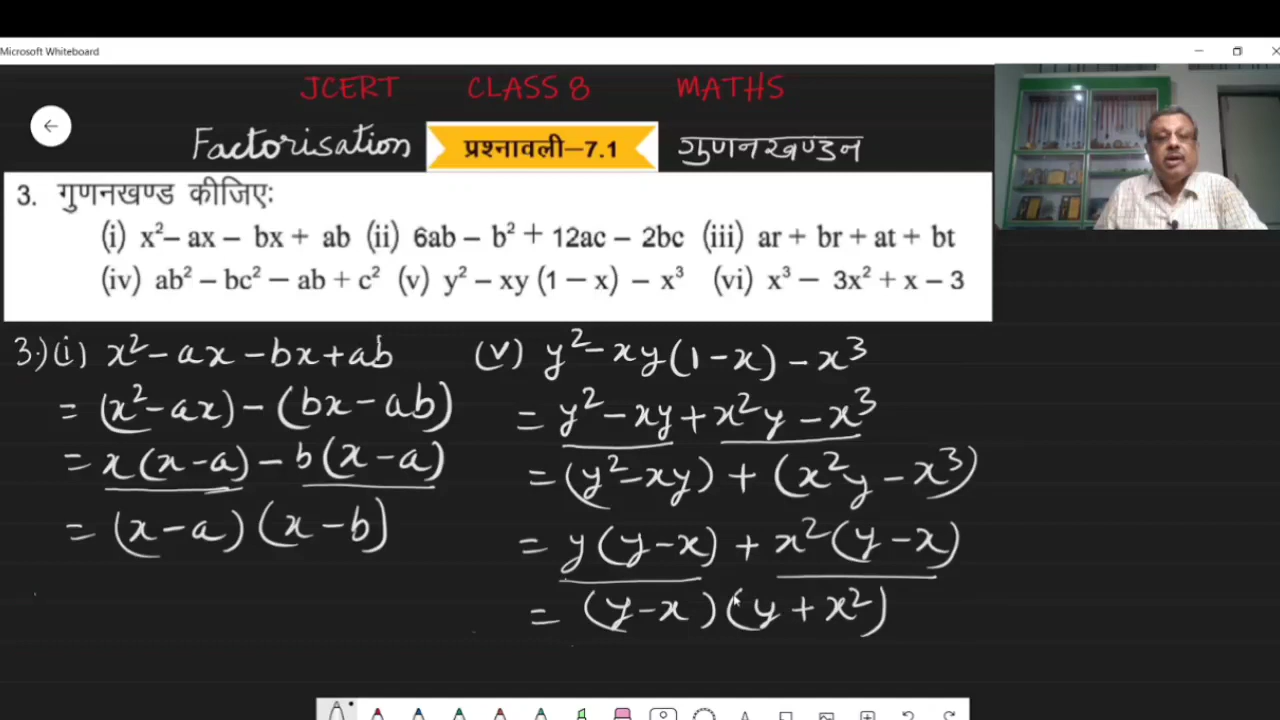 Microsoft Whiteboard
JCERT CLASS 8 MATHS
Factorisation प्रश्नावली–7.1 गुणनखण्डन
3. गुणनखण्ड कीजिए:
(i) x² – ax – bx + ab (ii) 6ab – b² + 12ac – 2bc (iii) ar + br + at + bt
(iv) ab² – bc² – ab + c² (v) y² – xy (1 – x) – x³ (vi) x³ – 3x² + x – 3
3.)(i) x² - ax - bx + ab
= (x² - ax) - (bx - ab)
= x(x - a) - b(x - a)
= (x - a)(x - b)
(v) y² - xy(1 - x) - x³
= y² - xy + x²y - x³
= (y² - xy) + (x²y - x³)
= y(y - x) + x²(y - x)
= (y - x)(y + x²)